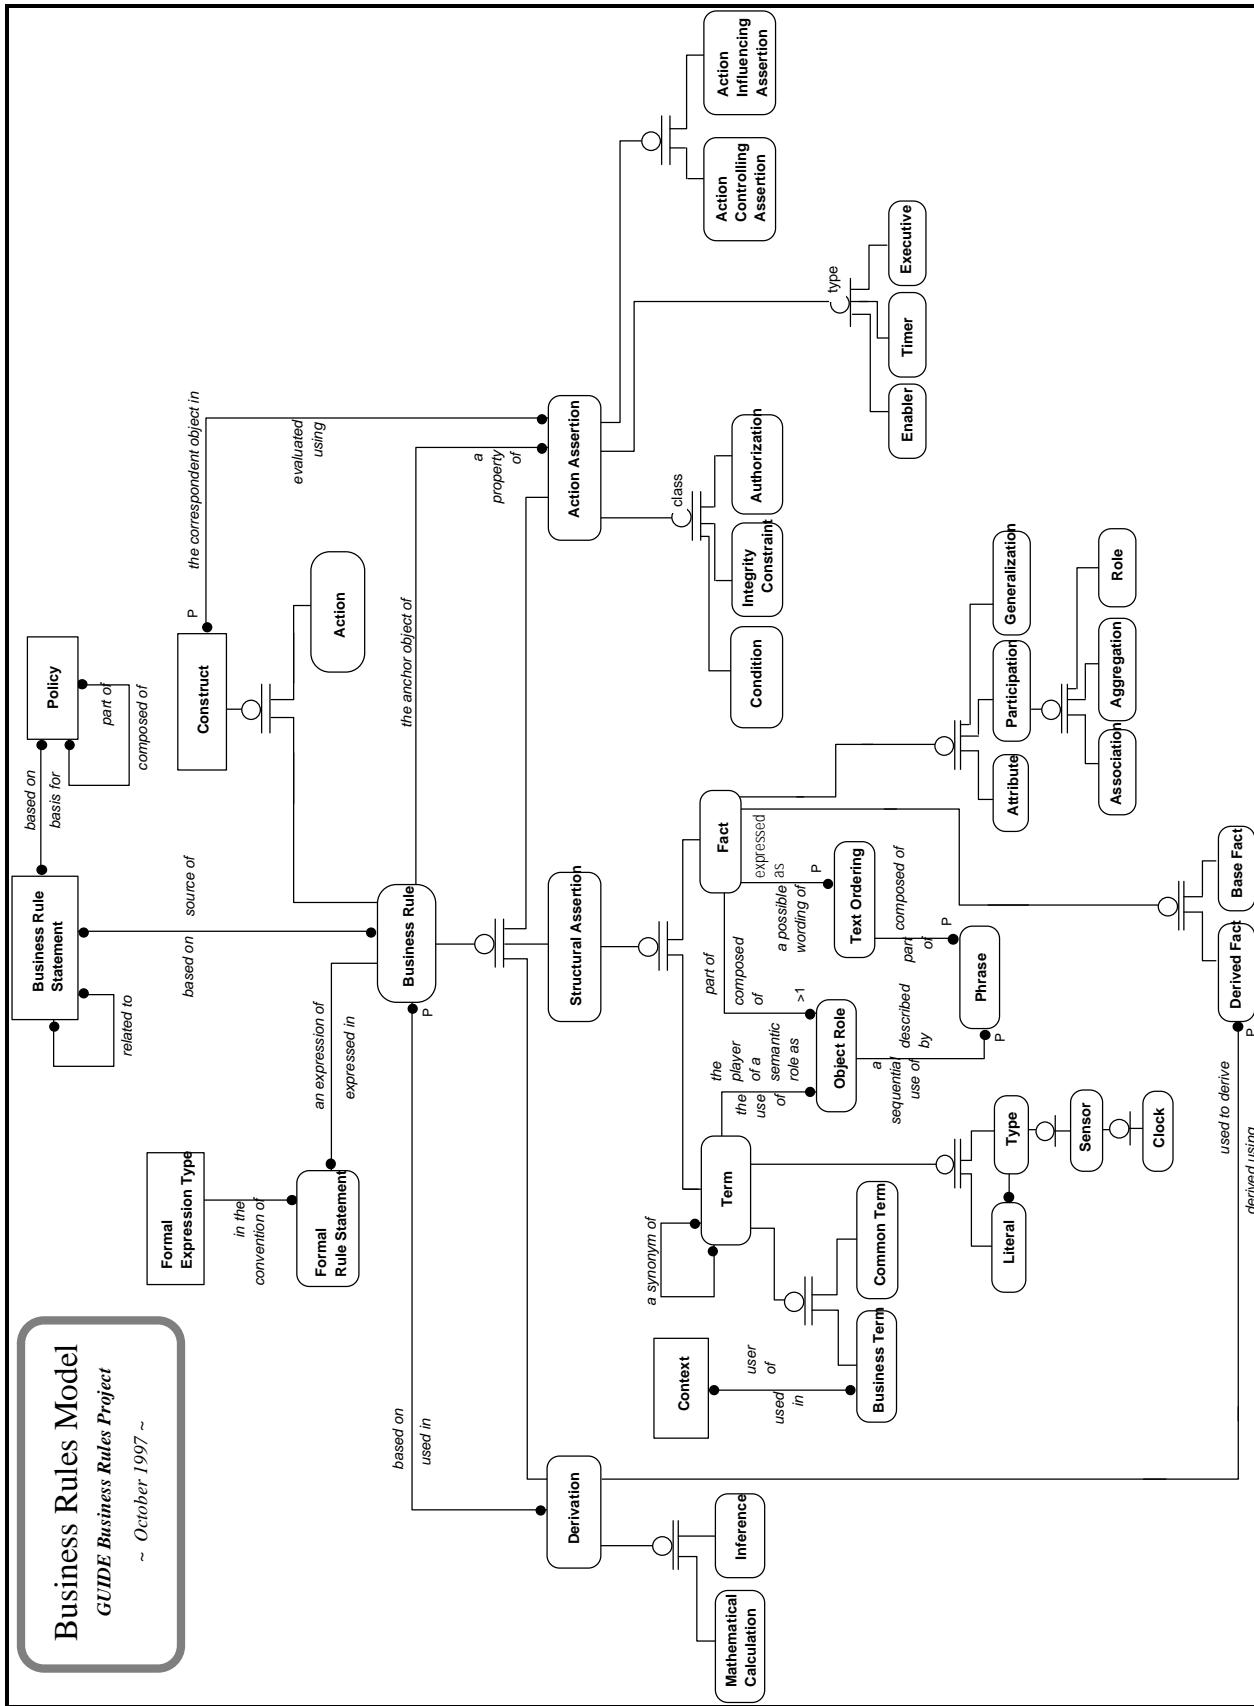 Business Rules Model
GUIDE Business Rules Project
~ October 1997 ~
Formal
Expression Type
in the
convention of
Formal
Rule Statement
an expression of
expressed in
Business Rule
Statement
related to
based on
source of
based on
basis for
Policy
part of
composed of
Construct
P
the correspondent object in
evaluated
using
Action
Business Rule
P
the anchor object of
a
property
of
based on
used in
Derivation
Structural Assertion
Action Assertion
Mathematical
Calculation
Inference
Context
user
of
used
in
a synonym of
Term
Business Term
Common Term
the
player
of a
semantic
role as
the
use
of
part of
composed
of
>1
Object Role
Fact
expressed
as
a possible
wording of
P
Text Ordering
composed of
part
of
P
a
sequential
use of
described
by
P
Phrase
Literal
Type
Sensor
Clock
Attribute
Participation
Generalization
Association
Aggregation
Role
Derived Fact
Base Fact
P
used to derive
derived using
class
Condition
Integrity
Constraint
Authorization
type
Enabler
Timer
Executive
Action
Controlling
Assertion
Action
Influencing
Assertion